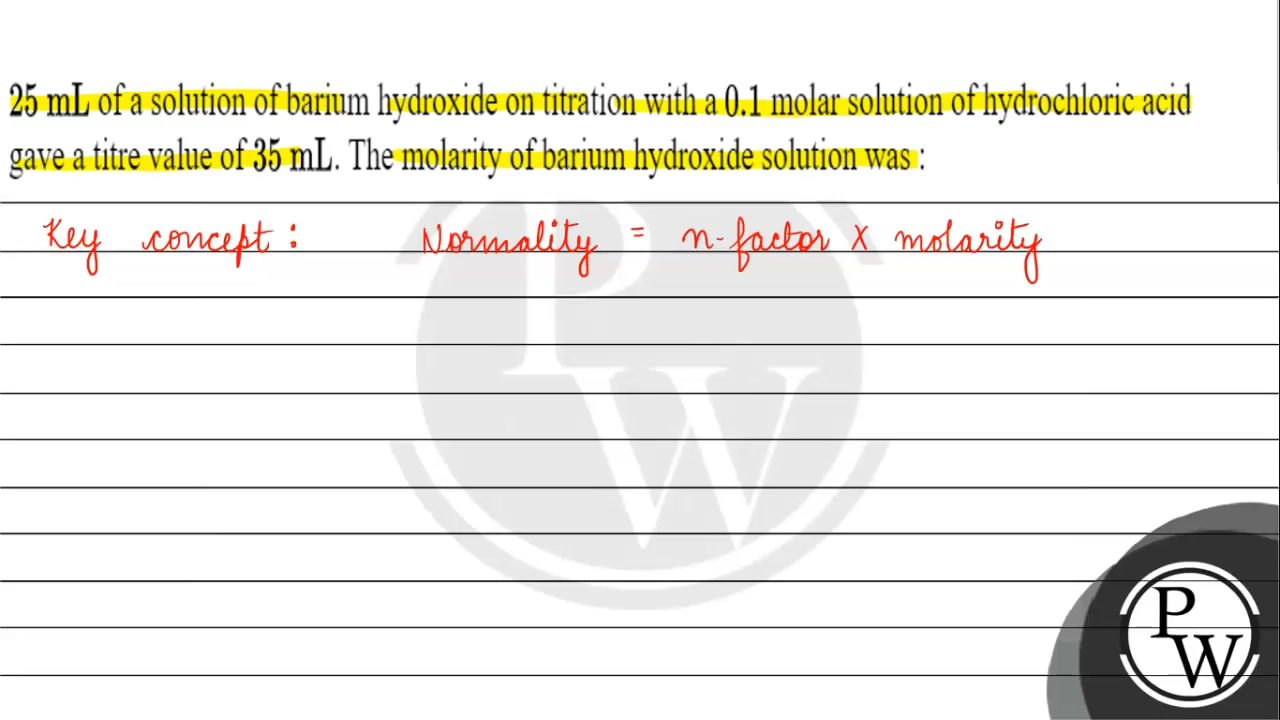 25 mL of a solution of barium hydroxide on titration with a 0.1 molar solution of hydrochloric acid
gave a titre value of 35 mL. The molarity of barium hydroxide solution was :
Key concept : Normality = n-factor × molarity
P
W
P
W